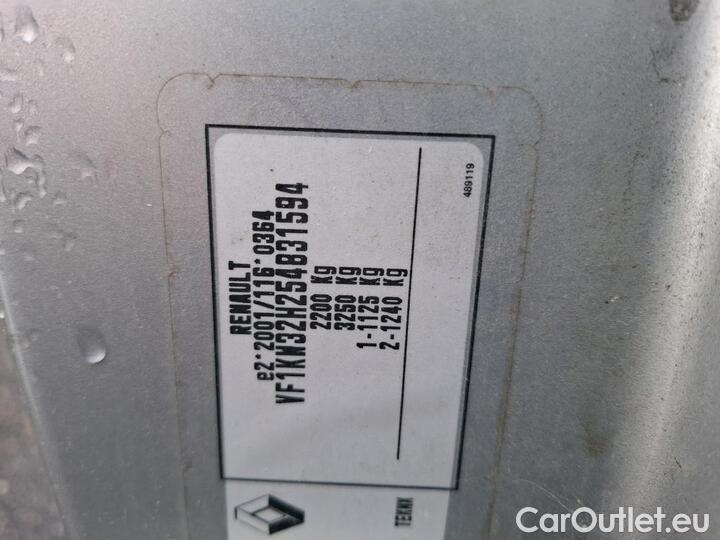 RENAULT
e2*2001/116*0364
VF1KW32H254831594
2200 Kg
3250 Kg
1-1125 Kg
2-1240 Kg
489119
TEKNX
CarOutlet.eu